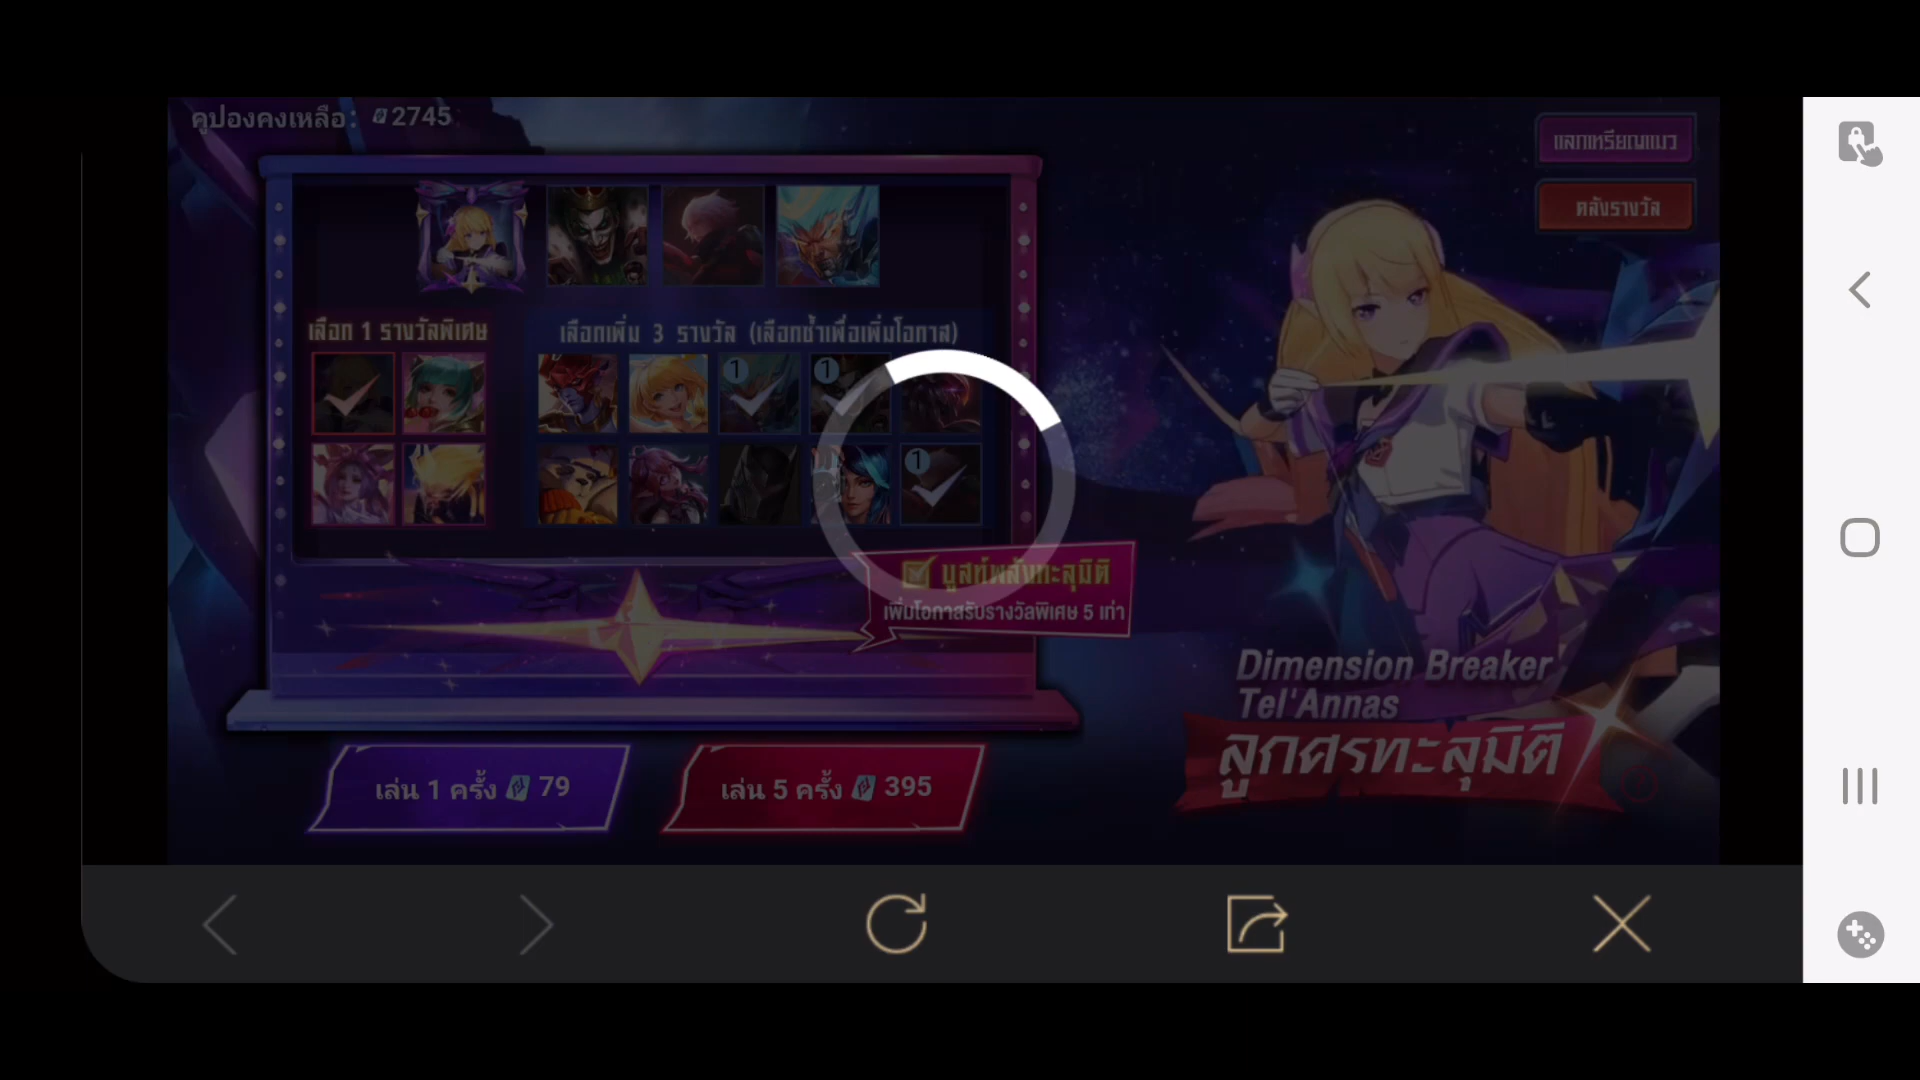 คูปองคงเหลือ: 2745
แลกเหรียญแมว
คลังรางวัล
เลือก 1 รางวัลพิเศษ
เลือกเพิ่ม 3 รางวัล (เลือกซ้ำเพื่อเพิ่มโอกาส)
1
1
1
บูสท์พลังทะลุมิติ
เพิ่มโอกาสรับรางวัลพิเศษ 5 เท่า
Dimension Breaker
Tel'Annas
ลูกศรทะลุมิติ
เล่น 1 ครั้ง 79
เล่น 5 ครั้ง 395